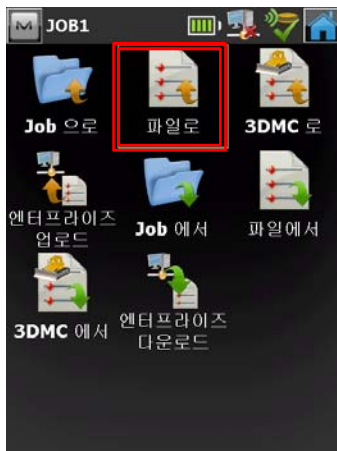 JOB1
Job 으로
파일로
3DMC 로
엔터프라이즈
업로드
Job 에서
파일에서
3DMC 에서
엔터프라이즈
다운로드